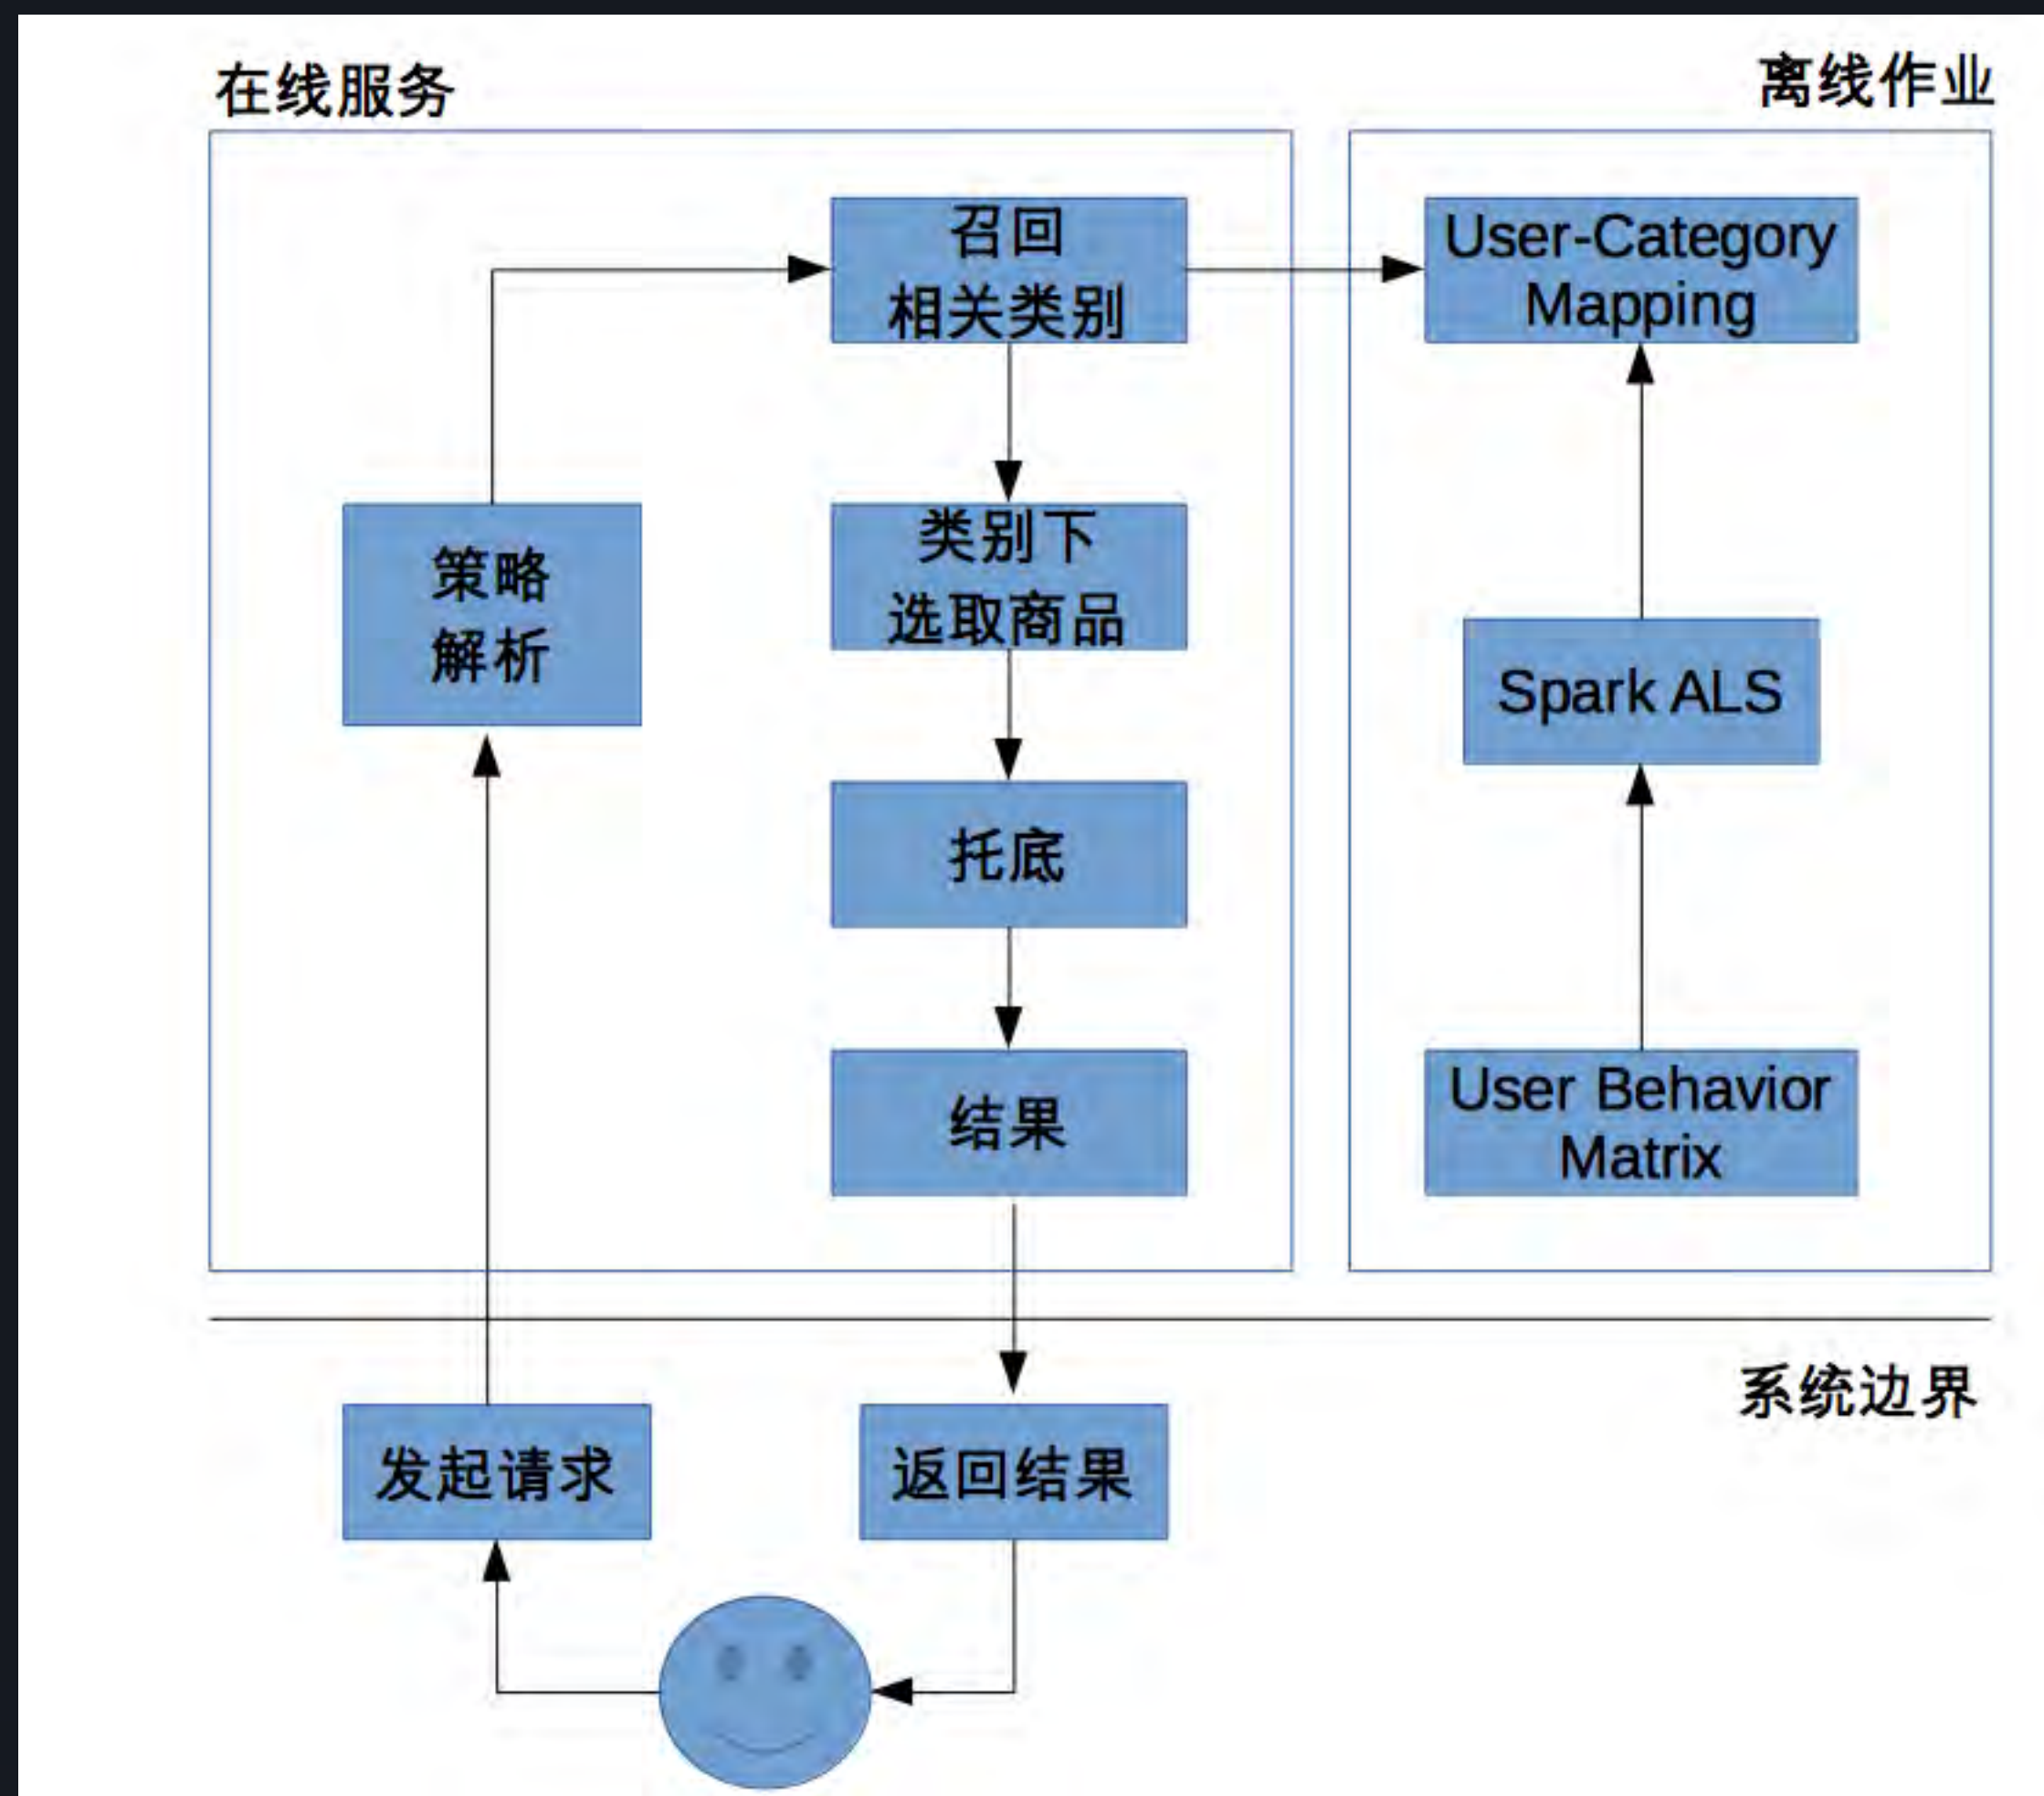 在线服务
离线作业
召回
相关类别
User-Category
Mapping
策略
解析
类别下
选取商品
Spark ALS
托底
结果
User Behavior
Matrix
系统边界
发起请求
返回结果